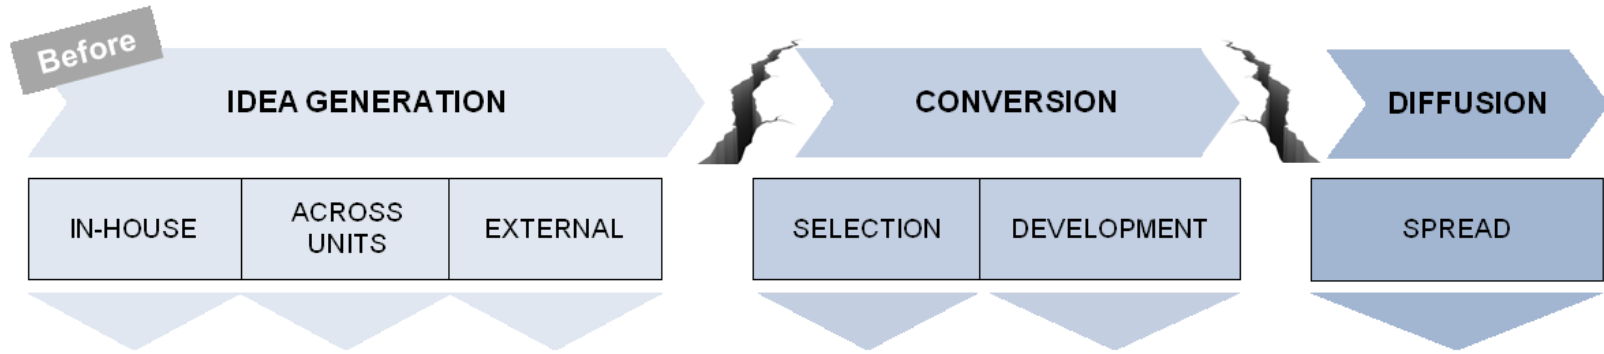 Before
IDEA GENERATION
CONVERSION
DIFFUSION
IN-HOUSE
ACROSS
UNITS
EXTERNAL
SELECTION
DEVELOPMENT
SPREAD